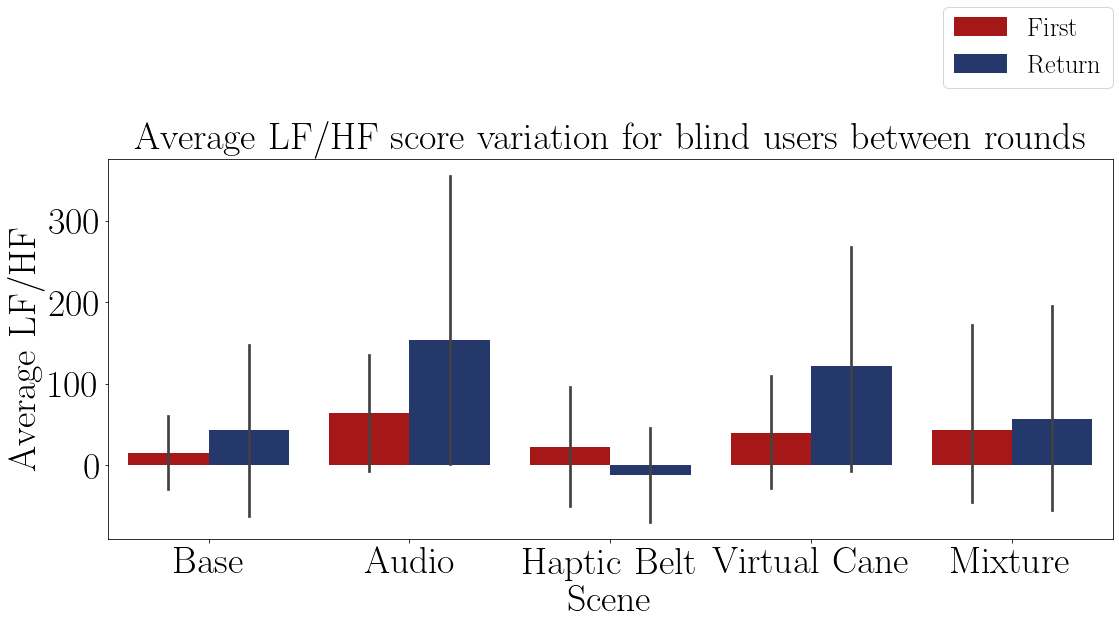 First
Return
Average LF/HF score variation for blind users between rounds
Average LF/HF
300
200
100
0
Base
Audio
Haptic Belt
Virtual Cane
Mixture
Scene